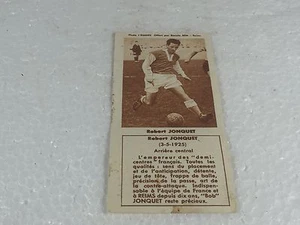 Robert JONQUET
Robert JONQUET
(3-5-1925)
Arrière central
L'empereur des "demi-
centres" français. Toutes les
qualités : sens du placement
et de l'anticipation, détente,
jeu de tête, frappe de balle,
précision de la passe, art de
la contre-attaque. Indispen-
sable à l'équipe de France et
à REIMS depuis dix ans, "Bob"
JONQUET reste précieux.